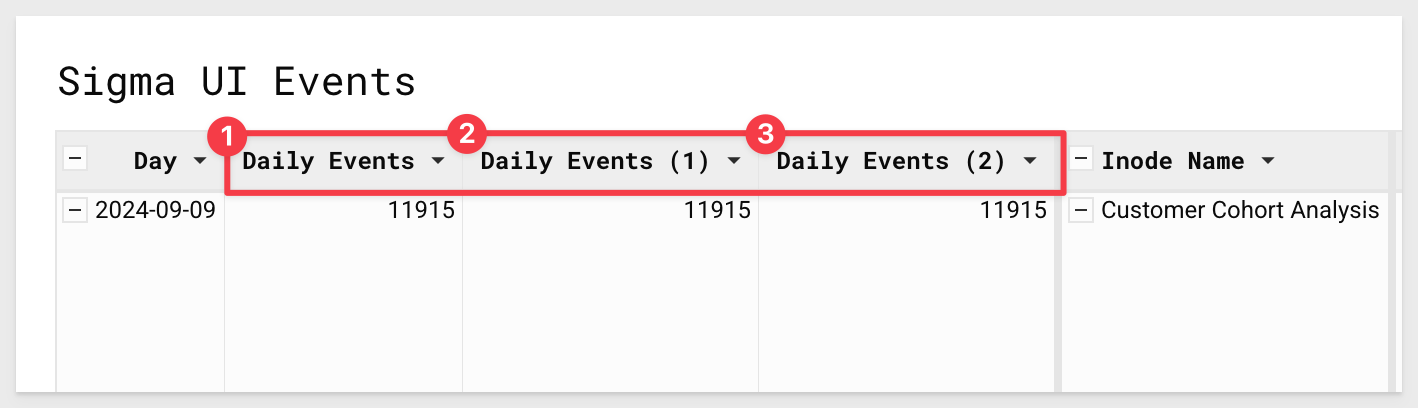 Sigma UI Events
1 2 3
Day Daily Events Daily Events (1) Daily Events (2) Inode Name
2024-09-09 11915 11915 11915 Customer Cohort Analysis